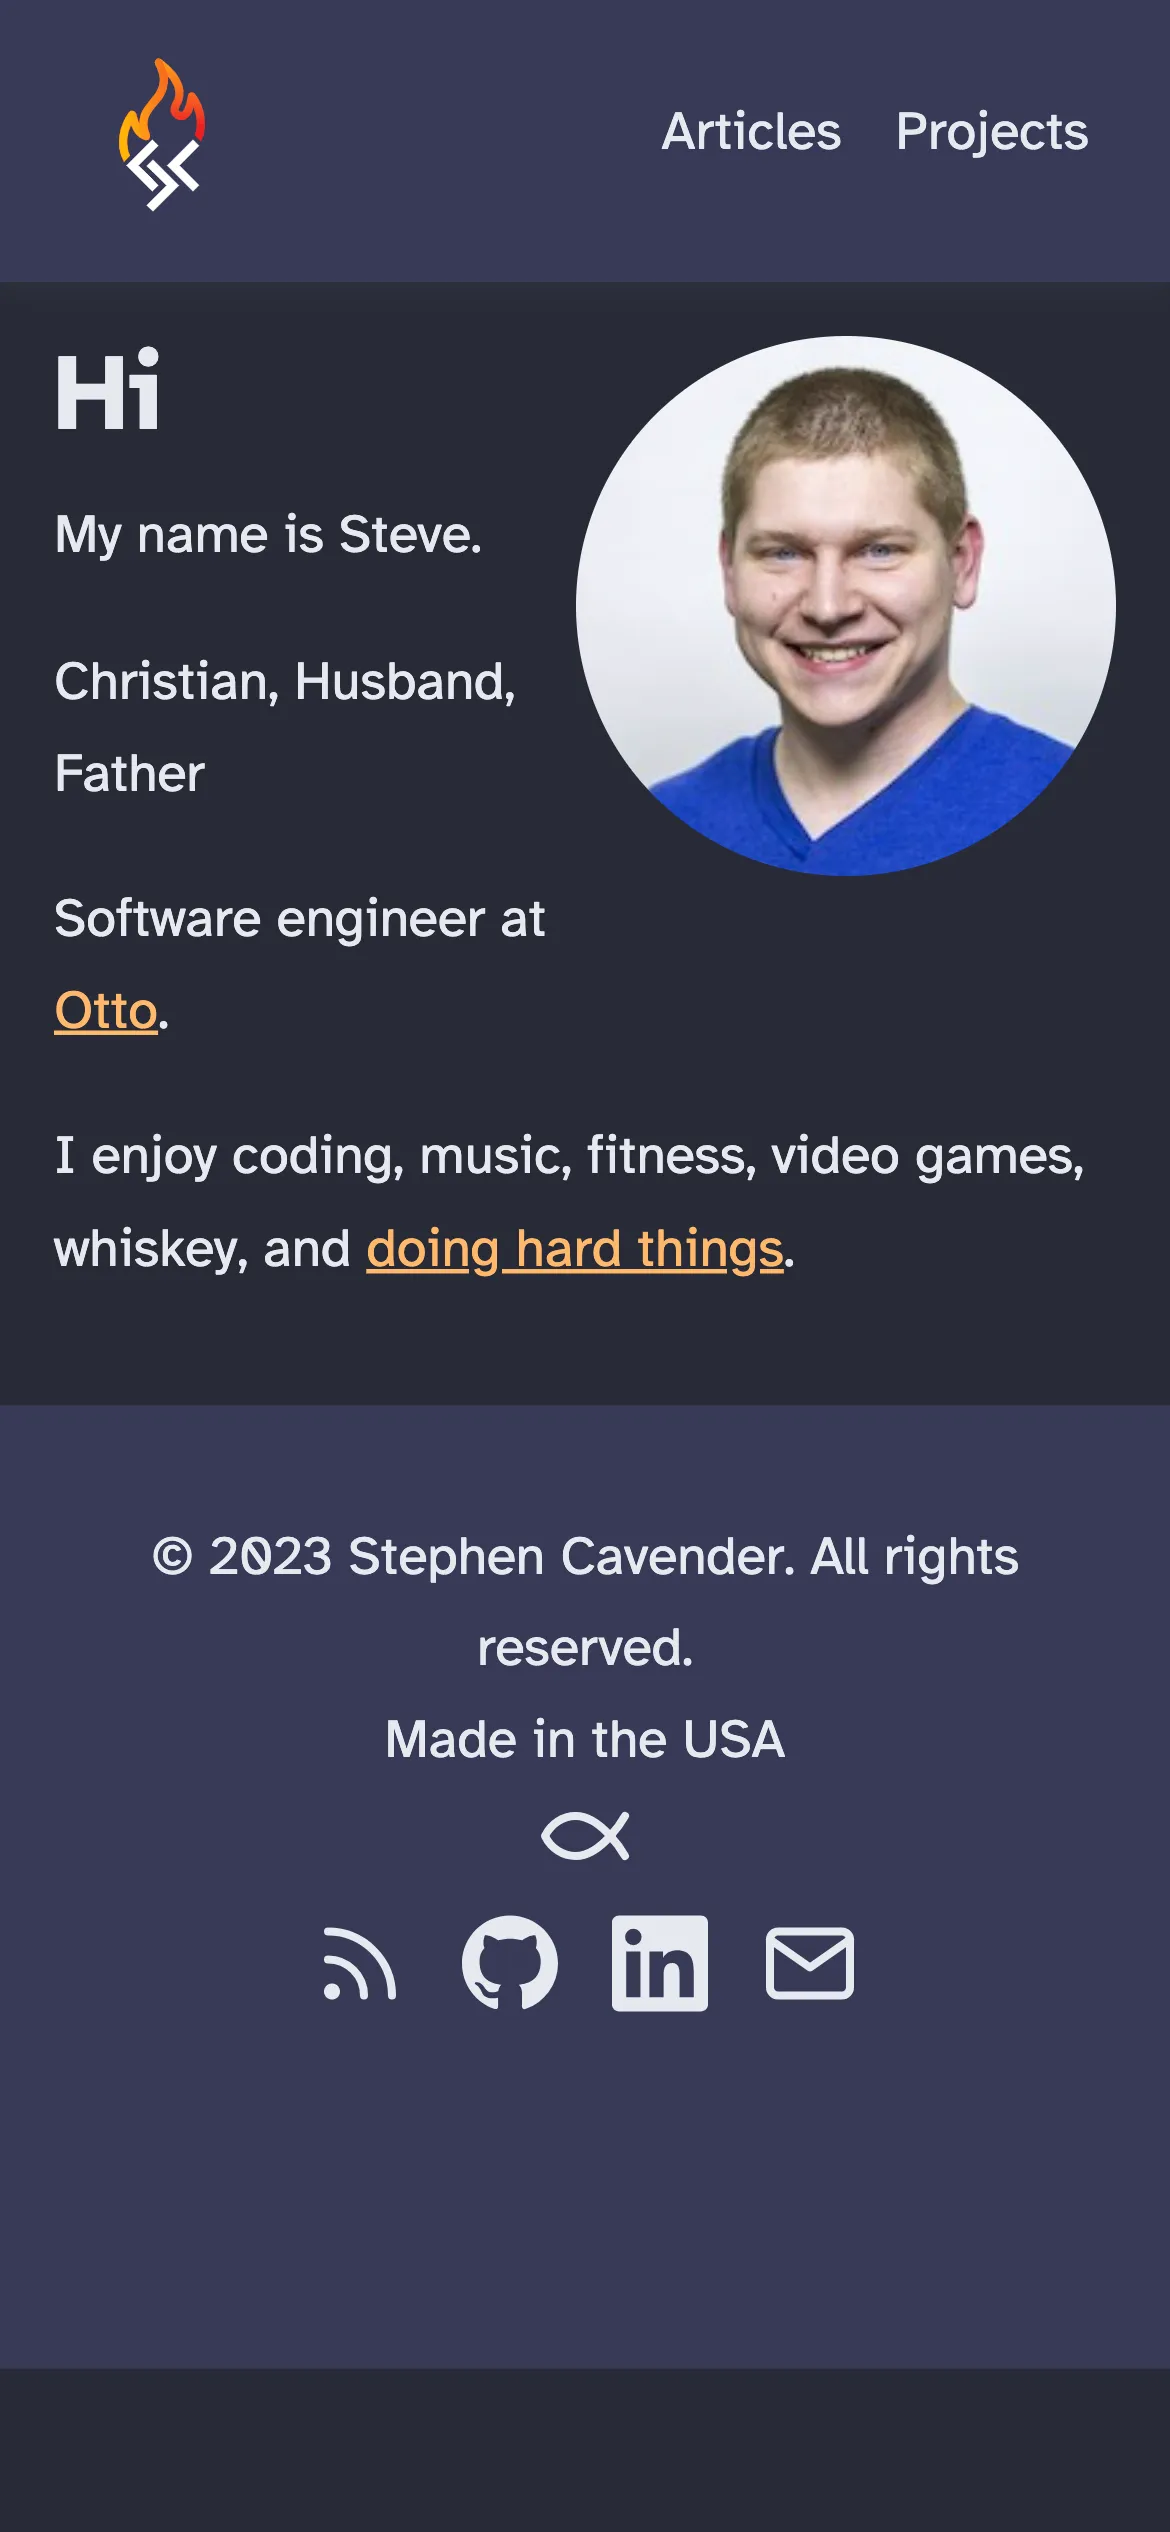 Articles Projects
Hi
My name is Steve.
Christian, Husband,
Father
Software engineer at
Otto.
I enjoy coding, music, fitness, video games,
whiskey, and doing hard things.
© 2023 Stephen Cavender. All rights
reserved.
Made in the USA
in